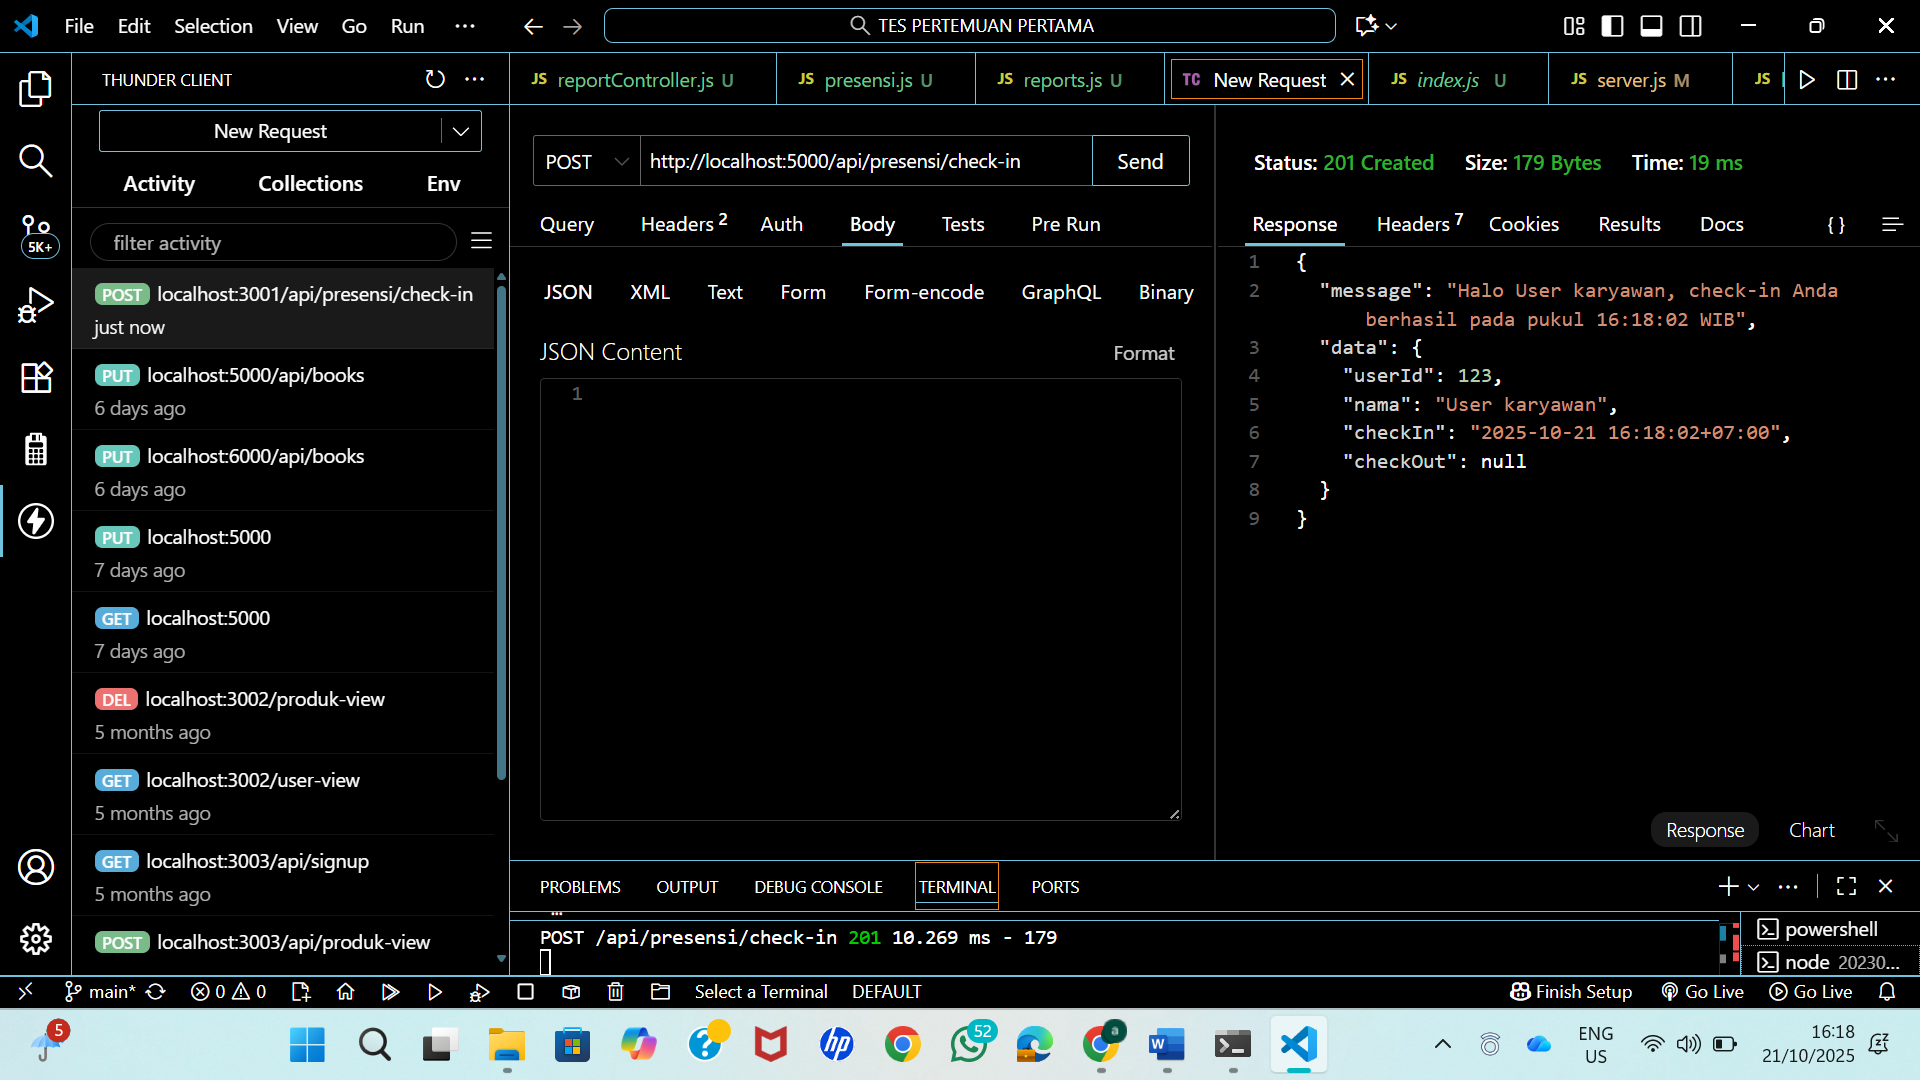 File Edit Selection View Go Run ...
TES PERTEMUAN PERTAMA
THUNDER CLIENT
JS reportController.js U
JS presensi.js U
JS reports.js U
TC New Request
JS index.js U
JS server.js M
JS
New Request
Activity Collections Env
filter activity
POST localhost:3001/api/presensi/check-in
just now
PUT localhost:5000/api/books
6 days ago
PUT localhost:6000/api/books
6 days ago
PUT localhost:5000
7 days ago
GET localhost:5000
7 days ago
DEL localhost:3002/produk-view
5 months ago
GET localhost:3002/user-view
5 months ago
GET localhost:3003/api/signup
5 months ago
POST localhost:3003/api/produk-view
5K+
POST http://localhost:5000/api/presensi/check-in Send
Query Headers 2 Auth Body Tests Pre Run
JSON XML Text Form Form-encode GraphQL Binary
JSON Content Format
1
Status: 201 Created Size: 179 Bytes Time: 19 ms
Response Headers 7 Cookies Results Docs {}
1 {
2 "message": "Halo User karyawan, check-in Anda
berhasil pada pukul 16:18:02 WIB",
3 "data": {
4 "userId": 123,
5 "nama": "User karyawan",
6 "checkIn": "2025-10-21 16:18:02+07:00",
7 "checkOut": null
8 }
9 }
Response Chart
PROBLEMS OUTPUT DEBUG CONSOLE TERMINAL PORTS
POST /api/presensi/check-in 201 10.269 ms - 179
powershell
node 20230...
main* 0 0 Select a Terminal DEFAULT Finish Setup Go Live Go Live
5
hp
52
a
W
ENG
US
16:18
21/10/2025